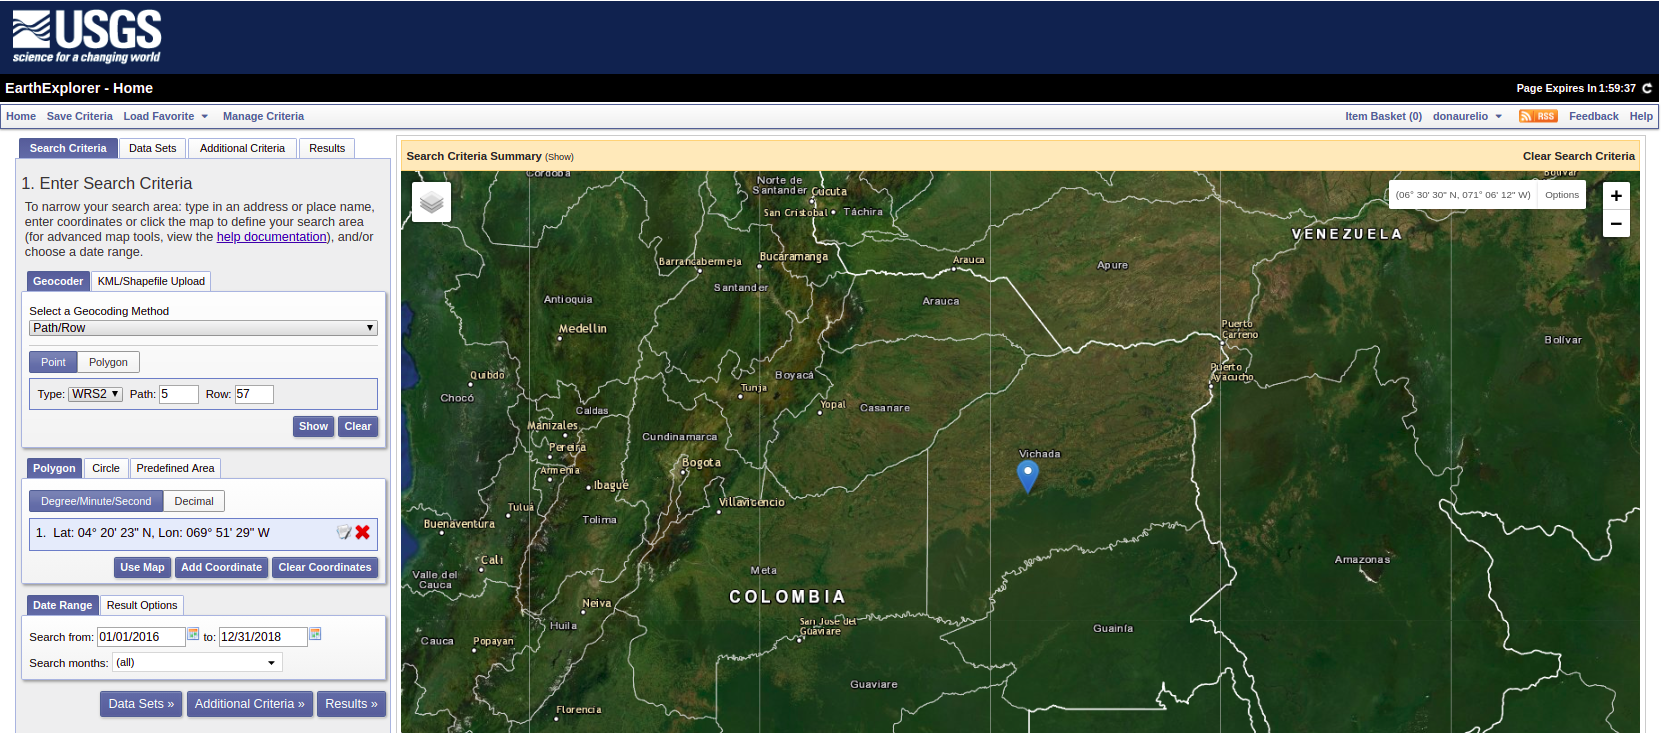 USGS
science for a changing world
EarthExplorer - Home
Page Expires In 1:59:37
Home Save Criteria Load Favorite Manage Criteria
Item Basket (0) donaurelio RSS Feedback Help
Search Criteria Data Sets Additional Criteria Results
1. Enter Search Criteria
To narrow your search area: type in an address or place name,
enter coordinates or click the map to define your search area
(for advanced map tools, view the help documentation), and/or
choose a date range.
Geocoder KML/Shapefile Upload
Select a Geocoding Method
Path/Row
Point Polygon
Type: WRS2 Path: 5 Row: 57
Show Clear
Polygon Circle Predefined Area
Degree/Minute/Second Decimal
1. Lat: 04° 20' 23" N, Lon: 069° 51' 29" W
Use Map Add Coordinate Clear Coordinates
Date Range Result Options
Search from: 01/01/2016 to: 12/31/2018
Search months: (all)
Data Sets » Additional Criteria » Results »
Search Criteria Summary (Show)
Clear Search Criteria
(06° 30' 30" N, 071° 06' 12" W) Options
+
−
Córdoba
Norte de
Santander
Cúcuta
San Cristobal
Táchira
Bolívar
VENEZUELA
Barrancabermeja
Bucaramanga
Arauca
Apure
Santander
Antioquia
Arauca
Medellin
Puerto
Carreno
Bolívar
Quibdo
Boyacá
Puerto
Ayacucho
Tunja
Chocó
Caldas
Yopal
Casanare
Manizales
Cundinamarca
Pereira
Vichada
Armenia
Bogota
Ibagué
Tulua
Villavicencio
Buenaventura
Tolima
Cali
Meta
Amazonas
Valle del
Cauca
COLOMBIA
Neiva
Huila
San Jose del
Guaviare
Guainía
Cauca
Popayan
Guaviare
Florencia